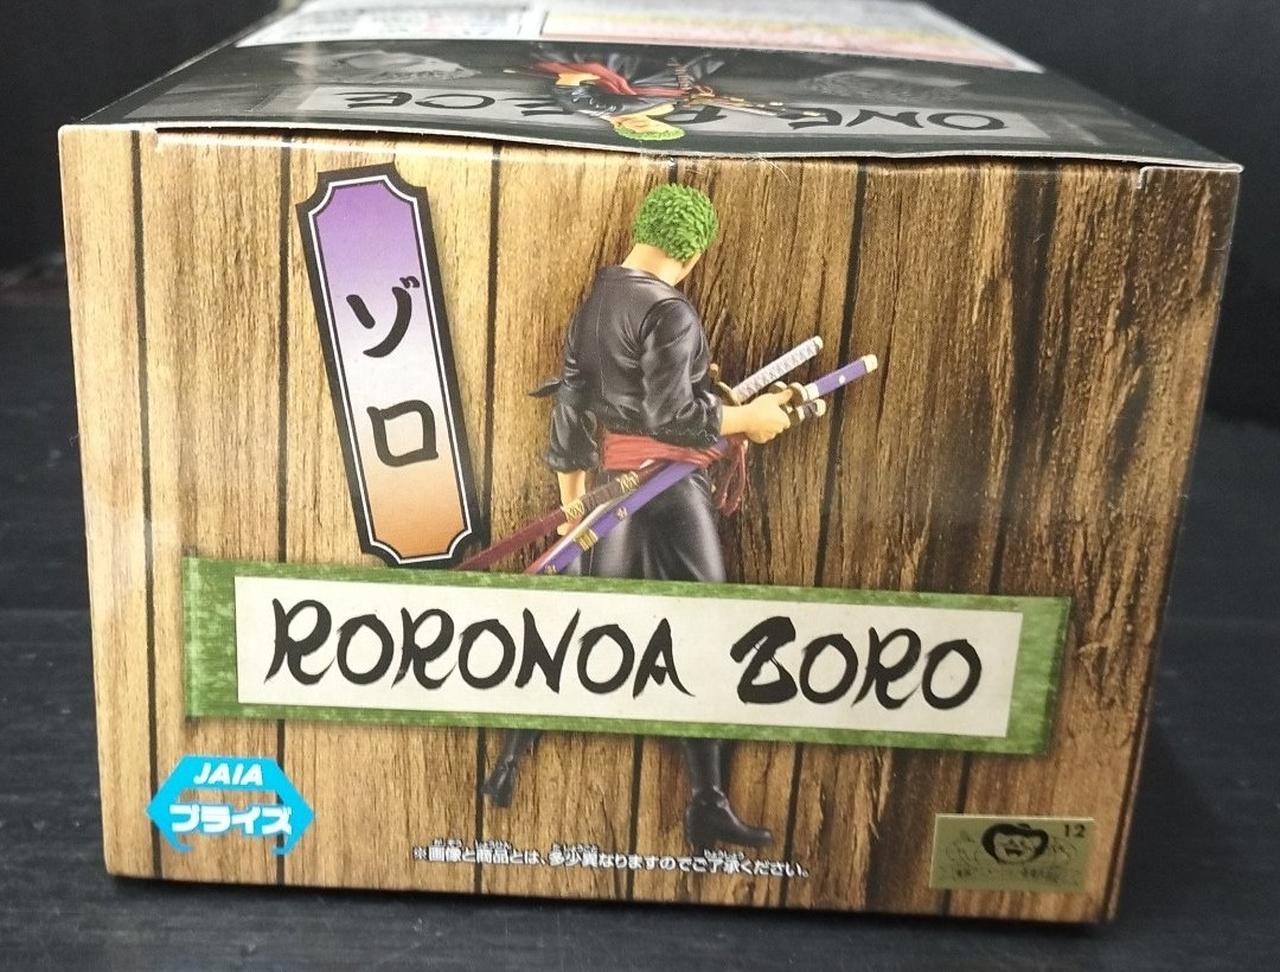 ONE PIECE
ゾロ
RORONOA ZORO
JAIA
プライズ
※画像と商品とは、多少異なりますのでご了承ください。
12